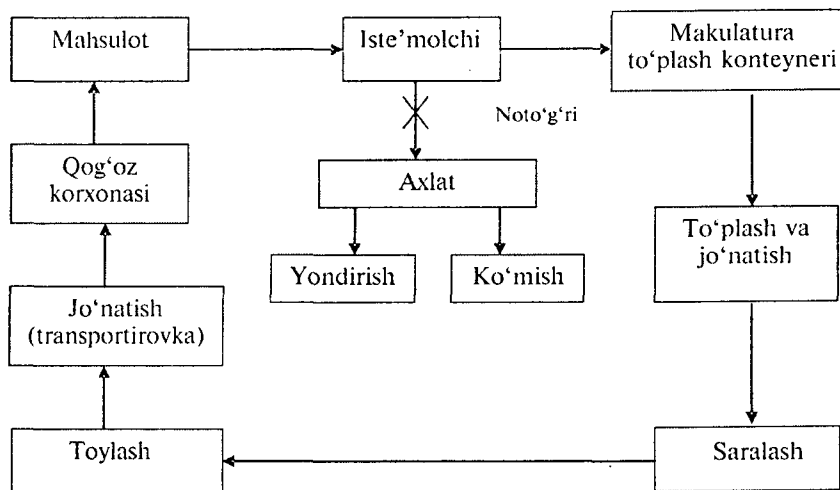 Mahsulot
Iste’molchi
Makulatura
to‘plash konteyneri
Noto‘g‘ri
Qog‘oz
korxonasi
Axlat
To‘plash va
jo‘natish
Yondirish
Ko‘mish
Jo‘natish
(transportirovka)
Toylash
Saralash